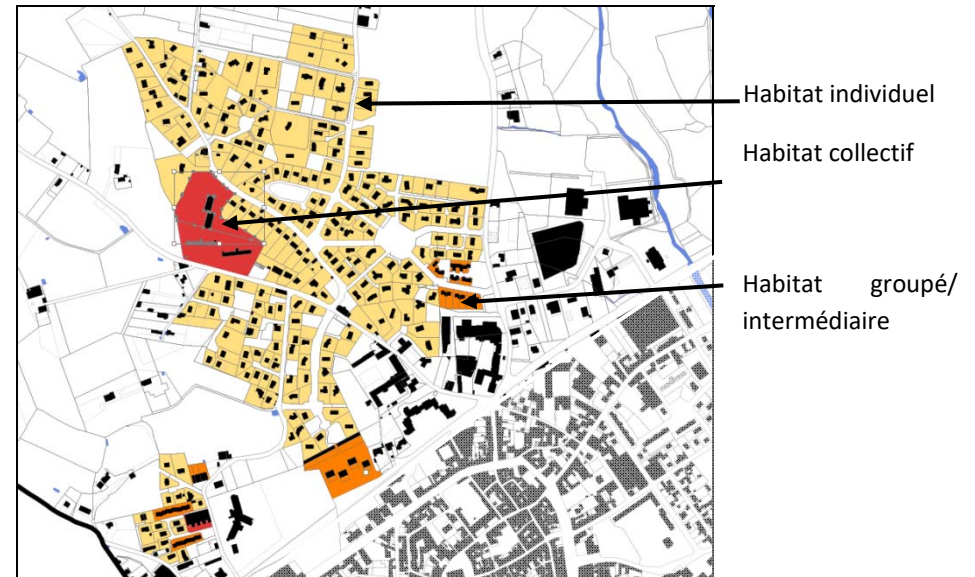 Habitat individuel
Habitat collectif
Habitat groupé/
intermédiaire